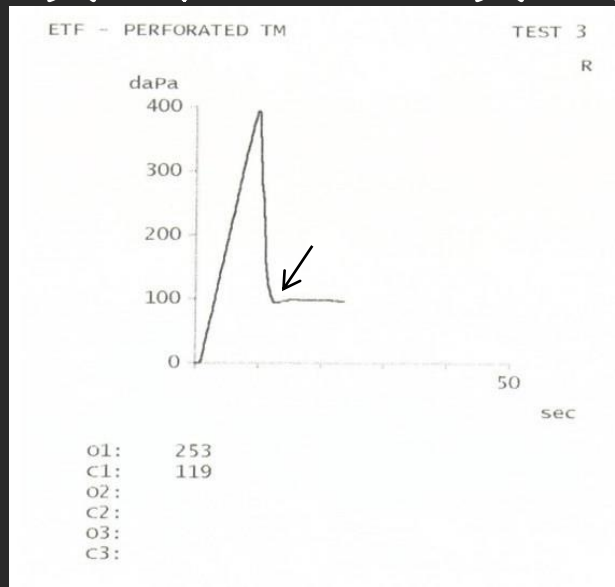 ETF - PERFORATED TM TEST 3
R
daPa
400
300
200
100
0
50
sec
o1: 253
c1: 119
o2:
c2:
o3:
c3: